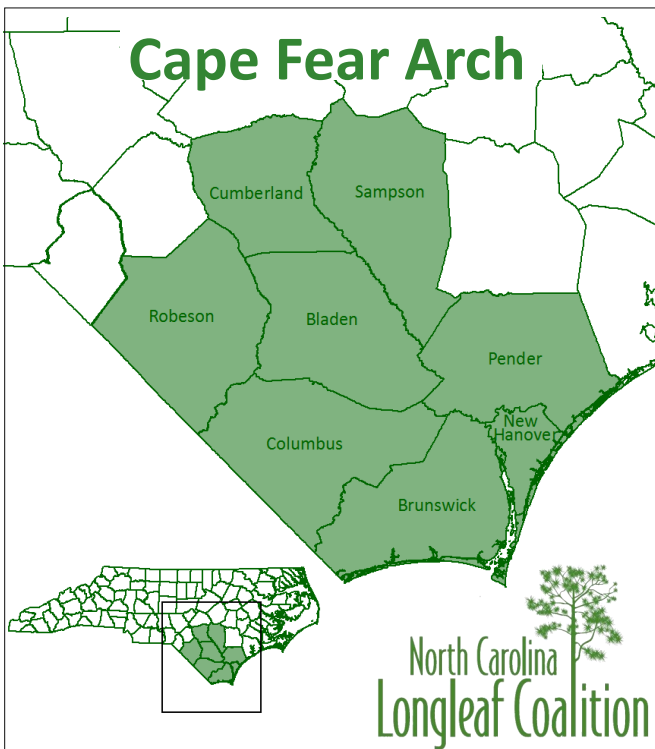 Cape Fear Arch
Cumberland
Sampson
Robeson
Bladen
Pender
New
Hanover
Columbus
Brunswick
North Carolina
Longleaf Coalition